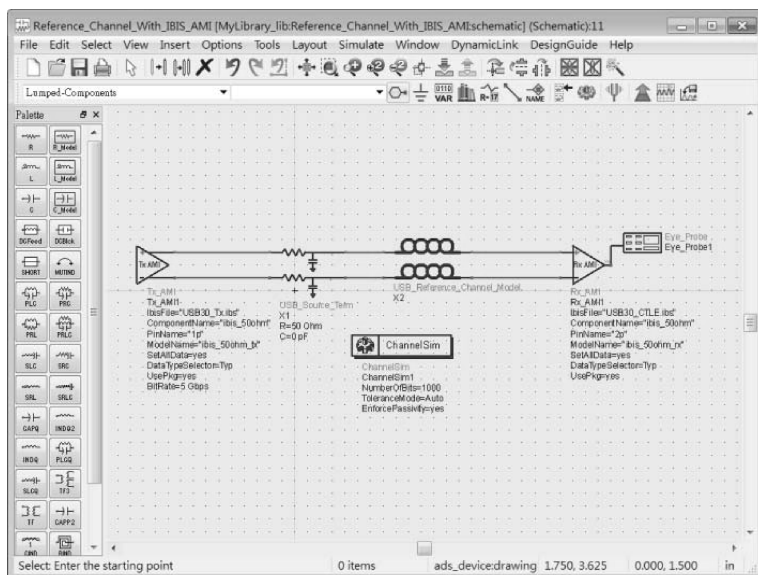 Reference_Channel_With_IBIS_AMI [MyLibrary_lib:Reference_Channel_With_IBIS_AMI:schematic] (Schematic):11
File Edit Select View Insert Options Tools Layout Simulate Window DynamicLink DesignGuide Help
Lumped-Components
VAR
NAME
Palette
R R_Model
L L_Model
C C_Model
DCFeed DCBlck
SHORT MUTIND
PLC PRC
PRL PRLC
SLC SRC
SRL SRLC
CAPQ INDQ2
INDQ PLCQ
SLCQ TF3
TF CAPP2
Tx AMI
Tx_AMI
Tx_AMI1
IbisFile="USB30_Tx.ibs"
ComponentName="ibis_50ohm"
PinName="1p"
ModelName="ibis_50ohm_tx"
SetAllData=yes
DataTypeSelector=Typ
UsePkg=yes
BitRate=5 Gbps
USB_Source_Term
X1
R=50 Ohm
C=0 pF
USB_Reference_Channel_Model
X2
ChannelSim
ChannelSim
ChannelSim1
NumberOfBits=1000
ToleranceMode=Auto
EnforcePassivity=yes
Rx AMI
Rx_AMI
Rx_AMI1
IbisFile="USB30_CTLE.ibs"
ComponentName="ibis_50ohm"
PinName="2p"
ModelName="ibis_50ohm_rx"
SetAllData=yes
DataTypeSelector=Typ
UsePkg=yes
Eye_Probe
Eye_Probe1
Select: Enter the starting point 0 items ads_device:drawing 1.750, 3.625 0.000, 1.500 in